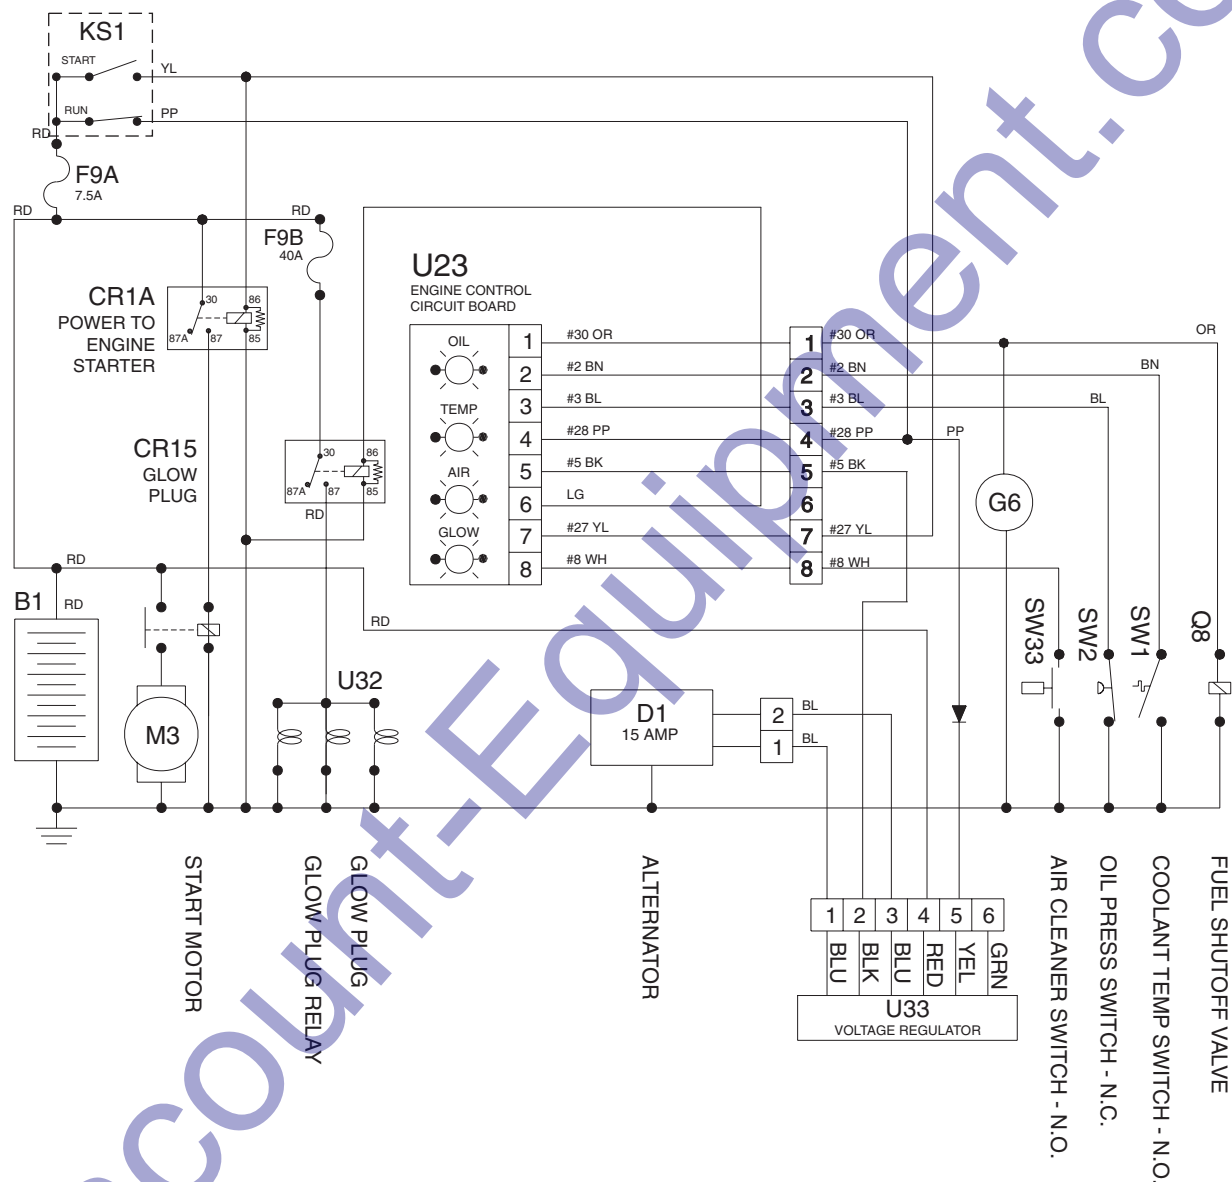 KS1
START
YL
RUN
PP
RD
F9A
7.5A
RD
RD
F9B
40A
CR1A
POWER TO
ENGINE
STARTER
30
86
87A
87
85
U23
ENGINE CONTROL
CIRCUIT BOARD
OIL
TEMP
AIR
GLOW
1 #30 OR 1 #30 OR OR
2 #2 BN 2 #2 BN BN
3 #3 BL 3 #3 BL BL
4 #28 PP 4 #28 PP PP
5 #5 BK 5 #5 BK
6 LG 6
7 #27 YL 7 #27 YL
8 #8 WH 8 #8 WH
CR15
GLOW
PLUG
30
86
87A
87
85
RD
G6
RD
B1
RD
RD
M3
U32
D1
15 AMP
2 BL
1 BL
SW33
SW2
SW1
Q8
START MOTOR
GLOW PLUG RELAY
GLOW PLUG
ALTERNATOR
1 2 3 4 5 6
BLU BLK BLU RED YEL GRN
U33
VOLTAGE REGULATOR
AIR CLEANER SWITCH - N.O.
OIL PRESS SWITCH - N.C.
COOLANT TEMP SWITCH - N.O.
FUEL SHUTOFF VALVE
count-Equipment.co